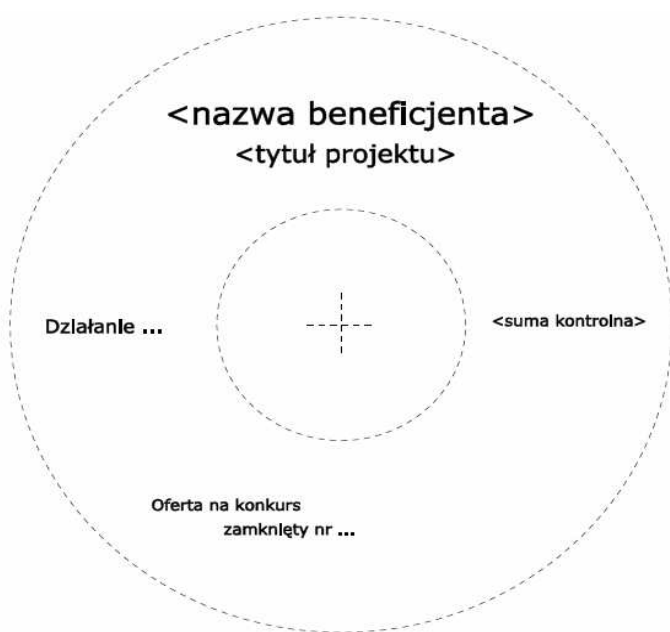 <nazwa beneficjenta>
<tytuł projektu>
Działanie ...
<suma kontrolna>
Oferta na konkurs
zamknięty nr ...